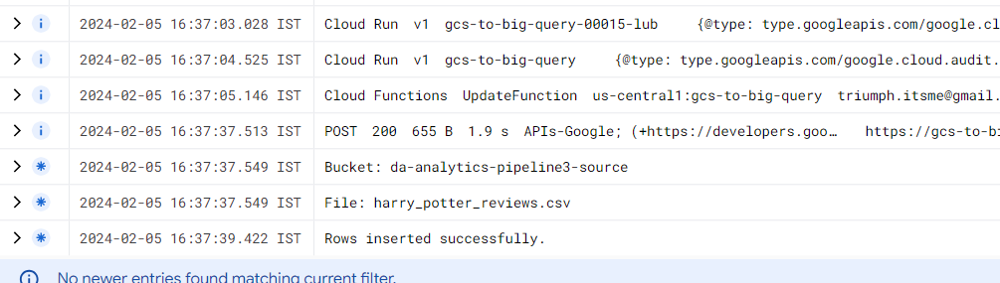 2024-02-05 16:37:03.028 IST Cloud Run v1 gcs-to-big-query-00015-lub {@type: type.googleapis.com/google.cl
2024-02-05 16:37:04.525 IST Cloud Run v1 gcs-to-big-query {@type: type.googleapis.com/google.cloud.audit.
2024-02-05 16:37:05.146 IST Cloud Functions UpdateFunction us-central1:gcs-to-big-query triumph.itsme@gmail.
2024-02-05 16:37:37.513 IST POST 200 655 B 1.9 s APIs-Google; (+https://developers.goo… https://gcs-to-bi
2024-02-05 16:37:37.549 IST Bucket: da-analytics-pipeline3-source
2024-02-05 16:37:37.549 IST File: harry_potter_reviews.csv
2024-02-05 16:37:39.422 IST Rows inserted successfully.
No newer entries found matching current filter.